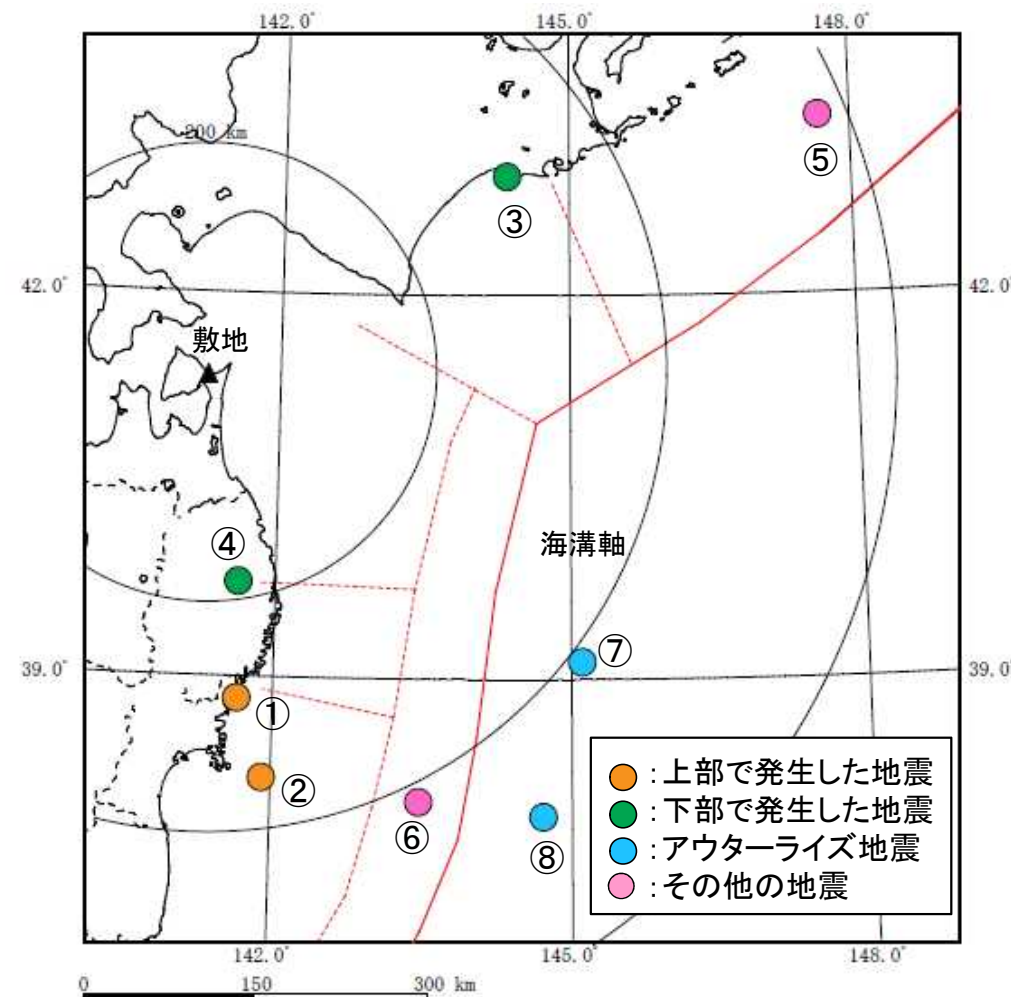 142.0°
145.0°
148.0°
200 km
⑤
③
42.0°
42.0°
敷地
海溝軸
④
⑦
39.0°
39.0°
①
②
⑥
⑧
：上部で発生した地震
：下部で発生した地震
：アウターライズ地震
：その他の地震
142.0°
145.0°
148.0°
0 150 300 km